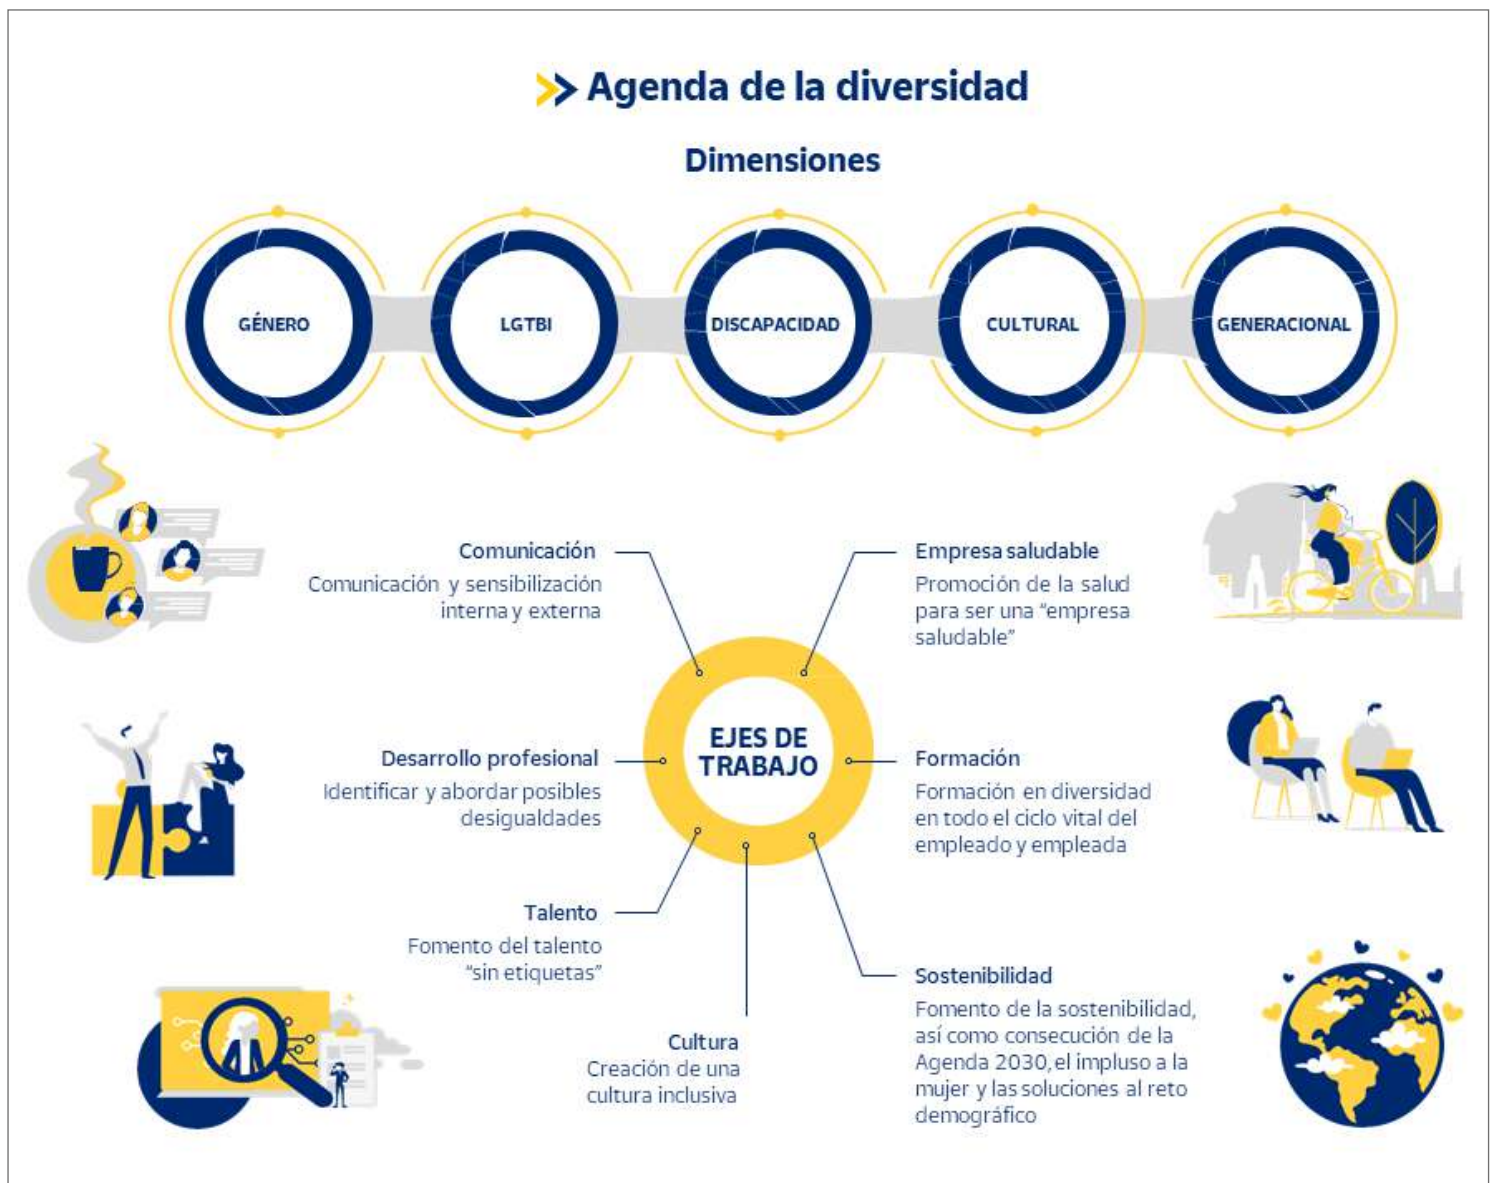 Agenda de la diversidad
Dimensiones
GÉNERO
LGTBI
DISCAPACIDAD
CULTURAL
GENERACIONAL
Comunicación
Comunicación y sensibilización
interna y externa
Empresa saludable
Promoción de la salud
para ser una “empresa
saludable”
EJES DE
TRABAJO
Desarrollo profesional
Identificar y abordar posibles
desigualdades
Formación
Formación en diversidad
en todo el ciclo vital del
empleado y empleada
Talento
Fomento del talento
“sin etiquetas”
Sostenibilidad
Fomento de la sostenibilidad,
así como consecución de la
Agenda 2030, el impluso a la
mujer y las soluciones al reto
demográfico
Cultura
Creación de una
cultura inclusiva